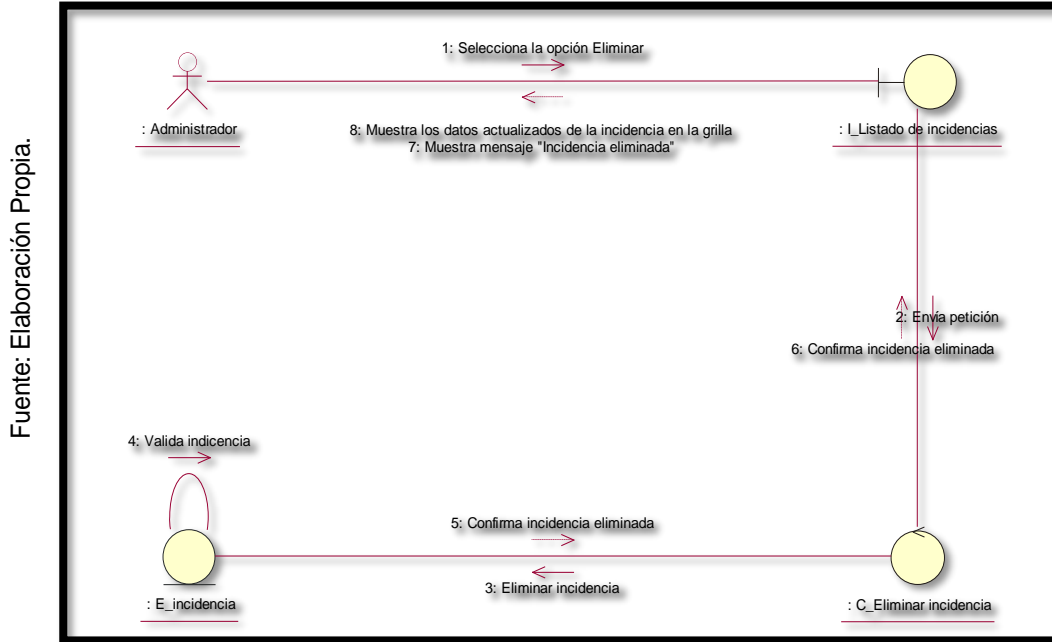 Fuente: Elaboración Propia.
1: Selecciona la opción Eliminar
: Administrador
: I_Listado de incidencias
8: Muestra los datos actualizados de la incidencia en la grilla
7: Muestra mensaje "Incidencia eliminada"
2: Envía petición
6: Confirma incidencia eliminada
4: Valida indicencia
5: Confirma incidencia eliminada
3: Eliminar incidencia
: E_incidencia
: C_Eliminar incidencia